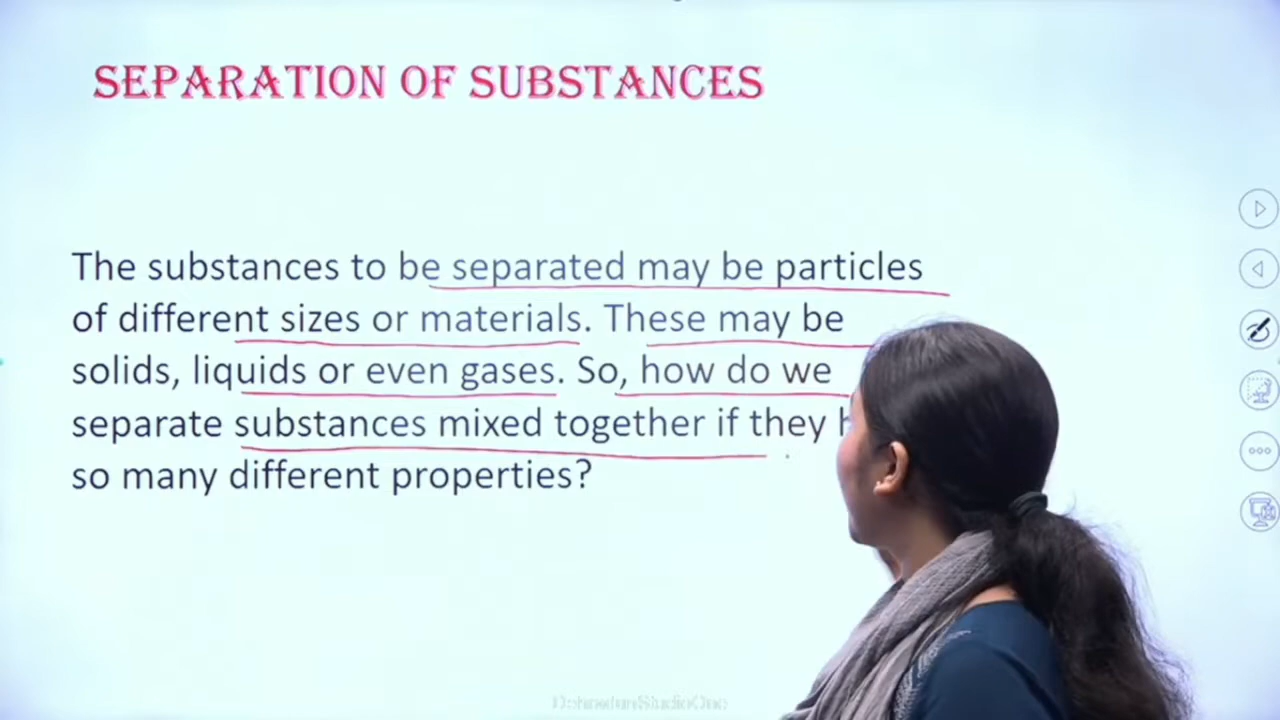 SEPARATION OF SUBSTANCES
The substances to be separated may be particles
of different sizes or materials. These may be
solids, liquids or even gases. So, how do we
separate substances mixed together if they
so many different properties?
DehradunStudioOne